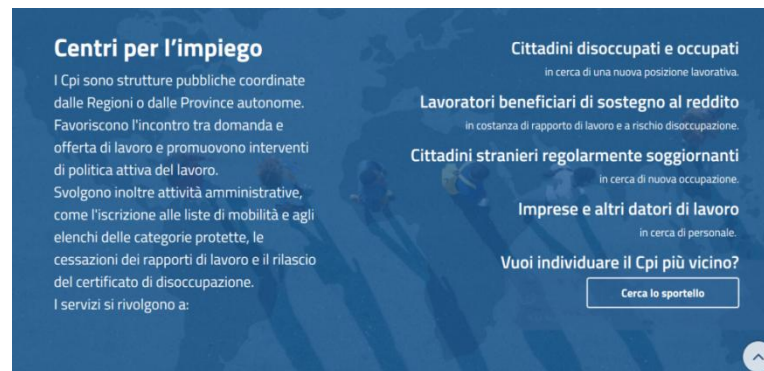 Centri per l'impiego
I Cpi sono strutture pubbliche coordinate
dalle Regioni o dalle Province autonome.
Favoriscono l'incontro tra domanda e
offerta di lavoro e promuovono interventi
di politica attiva del lavoro.
Svolgono inoltre attività amministrative,
come l'iscrizione alle liste di mobilità e agli
elenchi delle categorie protette, le
cessazioni dei rapporti di lavoro e il rilascio
del certificato di disoccupazione.
I servizi si rivolgono a:
Cittadini disoccupati e occupati
in cerca di una nuova posizione lavorativa.
Lavoratori beneficiari di sostegno al reddito
in costanza di rapporto di lavoro e a rischio disoccupazione.
Cittadini stranieri regolarmente soggiornanti
in cerca di nuova occupazione.
Imprese e altri datori di lavoro
in cerca di personale.
Vuoi individuare il Cpi più vicino?
Cerca lo sportello